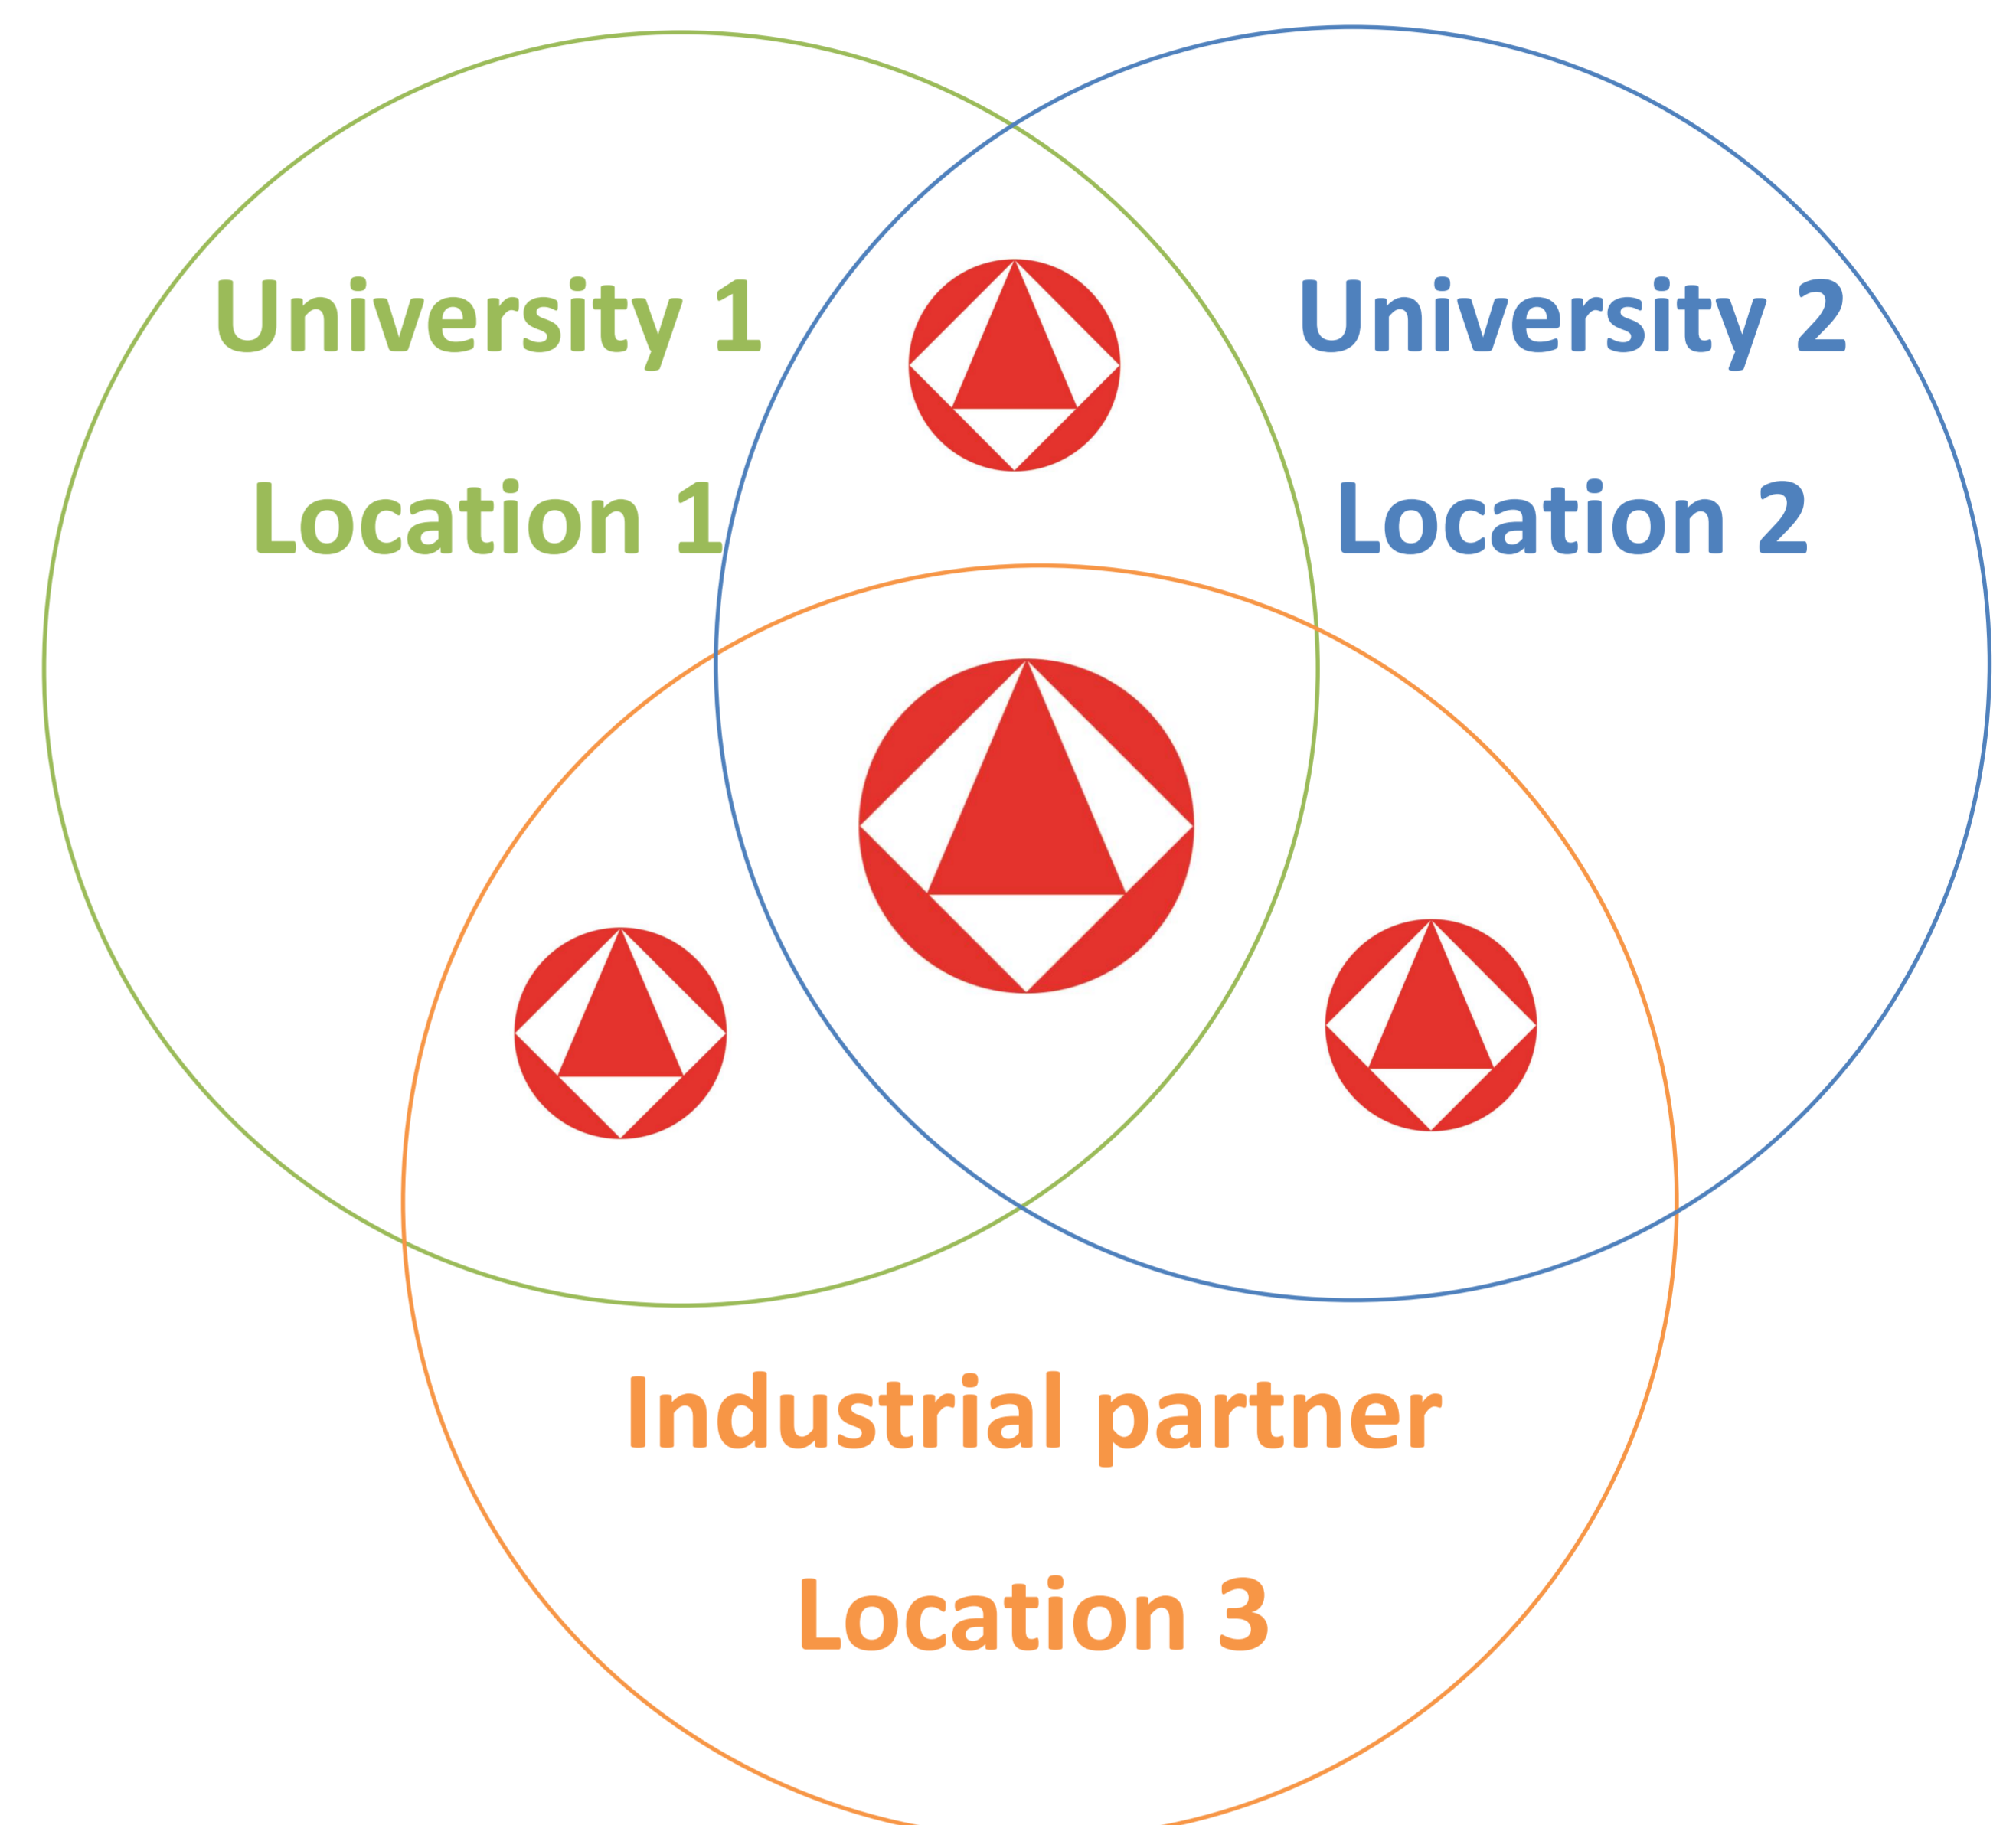 University 1
Location 1
University 2
Location 2
Industrial partner
Location 3